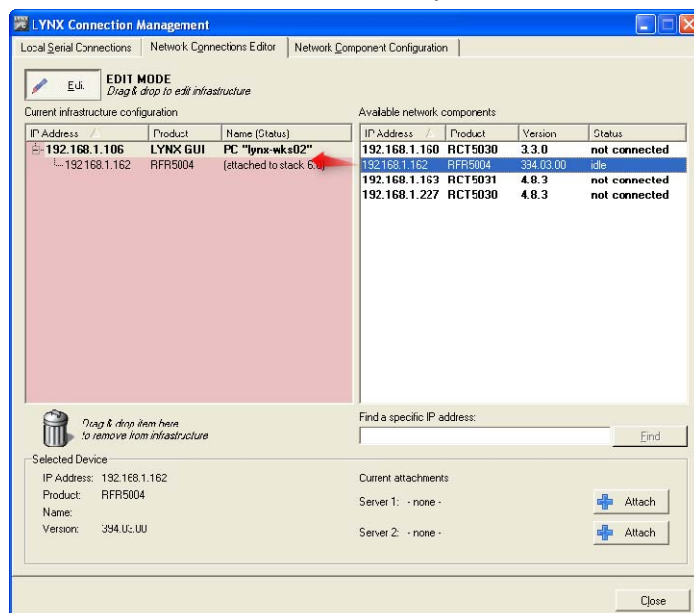 LYNX Connection Management
Local Serial Connections Network Connections Editor Network Component Configuration
Edit EDIT MODE
Drag & drop to edit infrastructure
Current infrastructure configuration Available network components
IP Address Product Name (Status) IP Address Product Version Status
192.168.1.106 LYNX GUI PC "lynx-wks02" 192.168.1.160 RCT5030 3.3.0 not connected
192.168.1.162 RFR5004 (attached to stack 192.168.1.162 RFR5004 394.03.00 idle
192.168.1.163 RCT5031 4.8.3 not connected
192.168.1.227 RCT5030 4.8.3 not connected
Drag & drop item here
to remove from infrastructure
Find a specific IP address:
Find
Selected Device
IP Address: 192.168.1.162 Current attachments
Product: RFR5004 Server 1: - none - Attach
Name:
Version: 394.03.00 Server 2: - none - Attach
Close